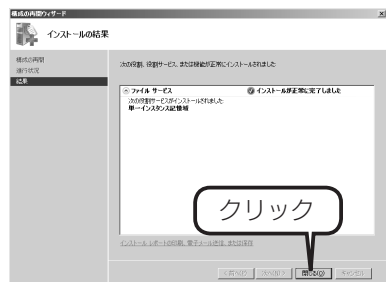 構成の再開ウィザード
インストールの結果
構成の再開
進行状況
結果
次の役割、役割サービス、または機能が正常にインストールされました:
ファイル サービス
インストールが正常に完了しました
次の役割サービスがインストールされました:
単一インスタンス記憶域
クリック
インストール レポートの印刷、電子メール送信、または保存
< 前へ(P)
次へ(N) >
閉じる(O)
キャンセル